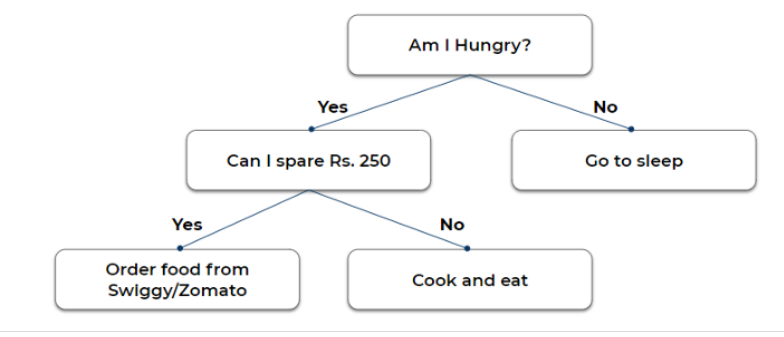 Am I Hungry?
Yes
No
Can I spare Rs. 250
Go to sleep
Yes
No
Order food from
Swiggy/Zomato
Cook and eat